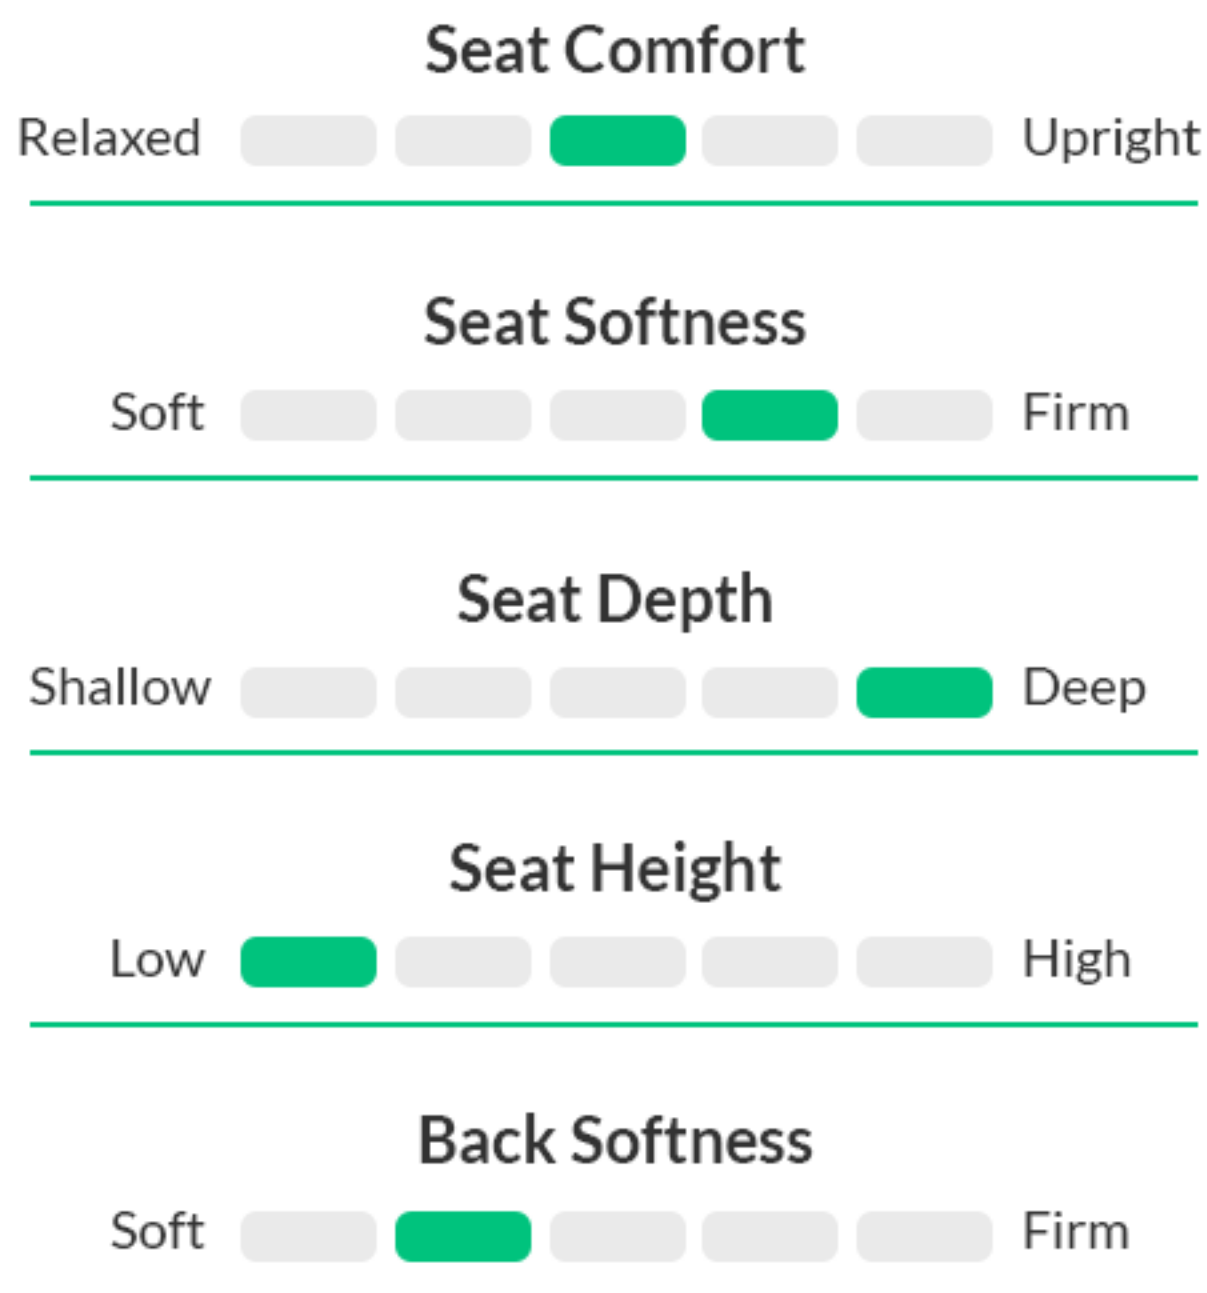 Seat Comfort
Relaxed Upright
Seat Softness
Soft Firm
Seat Depth
Shallow Deep
Seat Height
Low High
Back Softness
Soft Firm